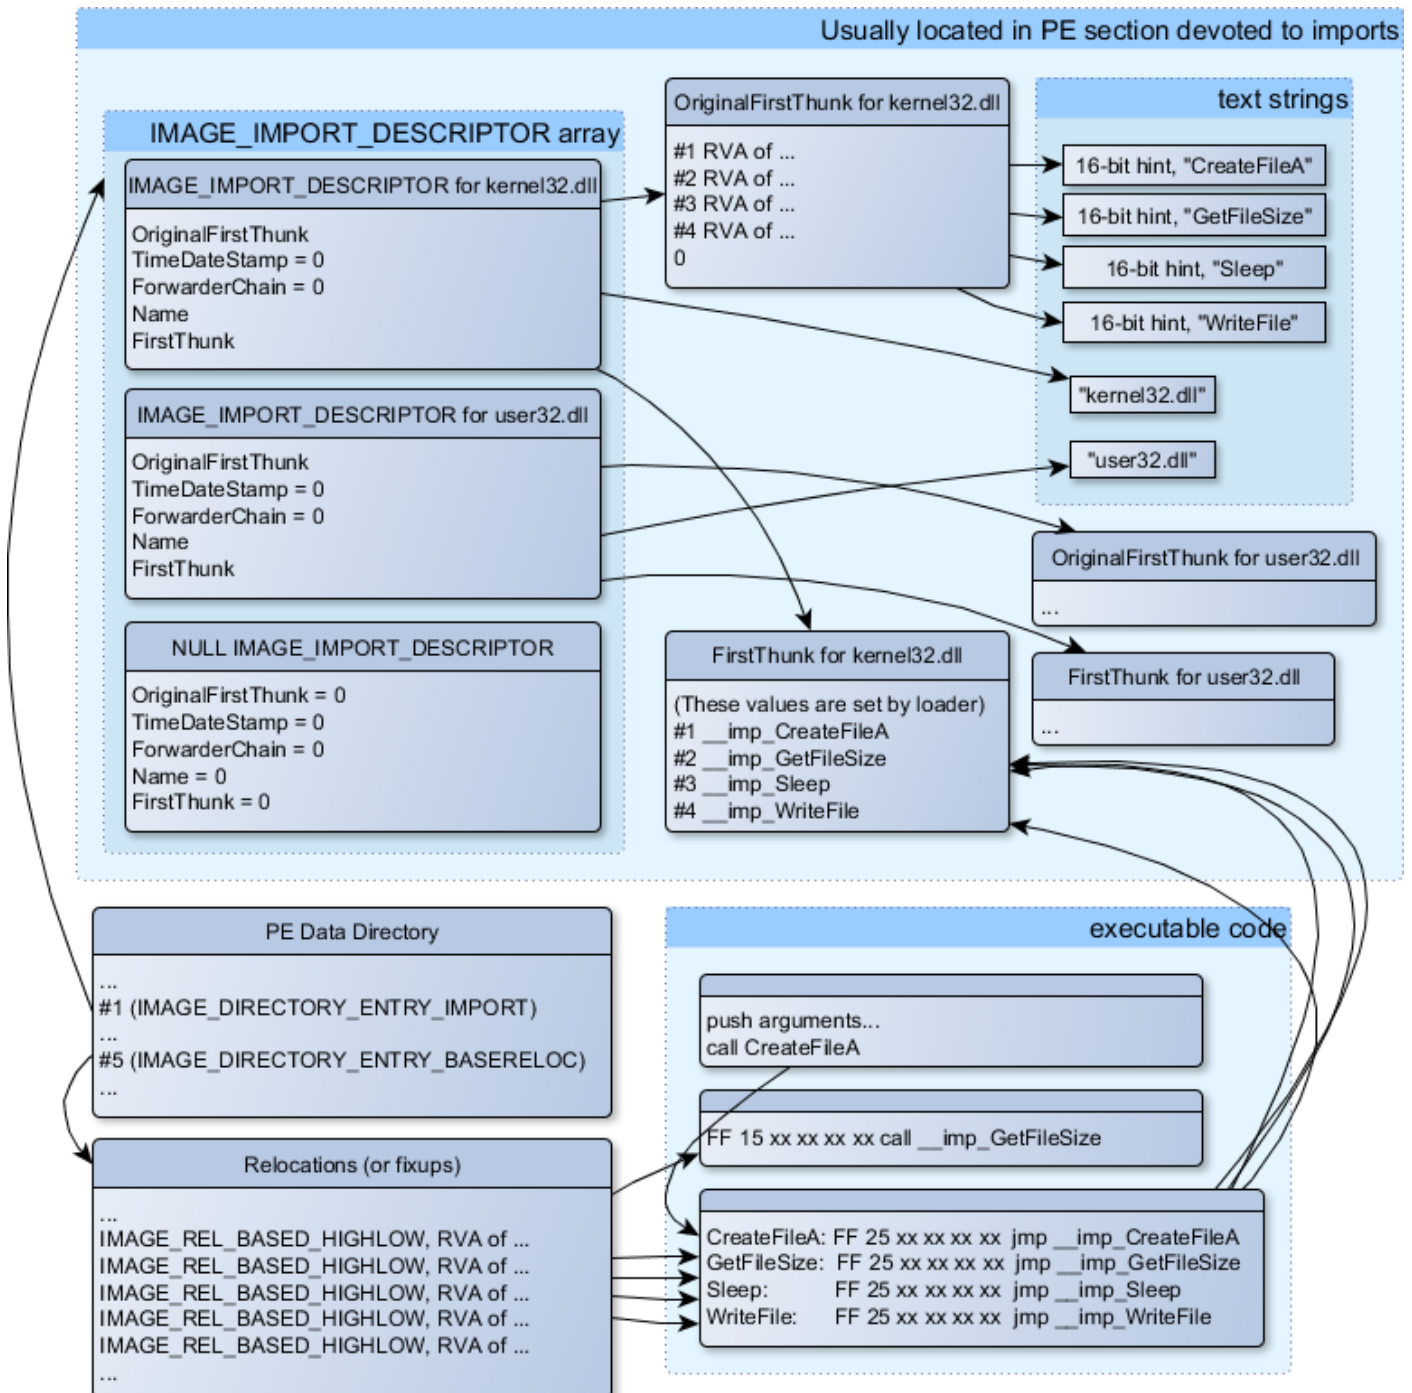 Usually located in PE section devoted to imports
IMAGE_IMPORT_DESCRIPTOR array
IMAGE_IMPORT_DESCRIPTOR for kernel32.dll
OriginalFirstThunk
TimeDateStamp = 0
ForwarderChain = 0
Name
FirstThunk
IMAGE_IMPORT_DESCRIPTOR for user32.dll
OriginalFirstThunk
TimeDateStamp = 0
ForwarderChain = 0
Name
FirstThunk
NULL IMAGE_IMPORT_DESCRIPTOR
OriginalFirstThunk = 0
TimeDateStamp = 0
ForwarderChain = 0
Name = 0
FirstThunk = 0
OriginalFirstThunk for kernel32.dll
#1 RVA of ...
#2 RVA of ...
#3 RVA of ...
#4 RVA of ...
0
text strings
16-bit hint, "CreateFileA"
16-bit hint, "GetFileSize"
16-bit hint, "Sleep"
16-bit hint, "WriteFile"
"kernel32.dll"
"user32.dll"
OriginalFirstThunk for user32.dll
...
FirstThunk for kernel32.dll
(These values are set by loader)
#1 __imp_CreateFileA
#2 __imp_GetFileSize
#3 __imp_Sleep
#4 __imp_WriteFile
FirstThunk for user32.dll
...
PE Data Directory
...
#1 (IMAGE_DIRECTORY_ENTRY_IMPORT)
...
#5 (IMAGE_DIRECTORY_ENTRY_BASERELOC)
...
Relocations (or fixups)
...
IMAGE_REL_BASED_HIGHLOW, RVA of ...
IMAGE_REL_BASED_HIGHLOW, RVA of ...
IMAGE_REL_BASED_HIGHLOW, RVA of ...
IMAGE_REL_BASED_HIGHLOW, RVA of ...
IMAGE_REL_BASED_HIGHLOW, RVA of ...
...
executable code
push arguments...
call CreateFileA
FF 15 xx xx xx xx call __imp_GetFileSize
CreateFileA: FF 25 xx xx xx xx jmp __imp_CreateFileA
GetFileSize: FF 25 xx xx xx xx jmp __imp_GetFileSize
Sleep: FF 25 xx xx xx xx jmp __imp_Sleep
WriteFile: FF 25 xx xx xx xx jmp __imp_WriteFile